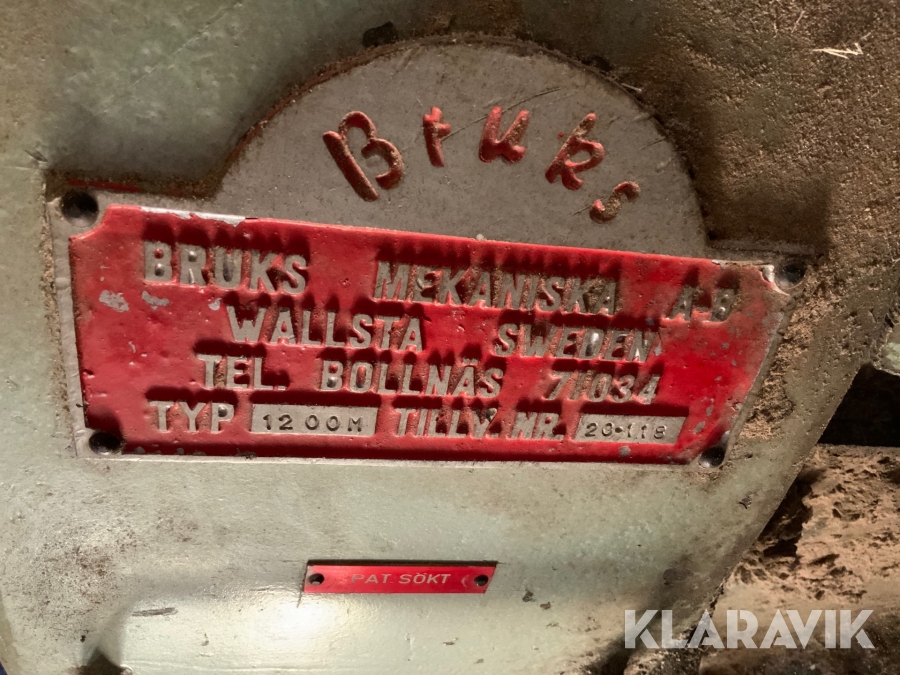 Bruks
BRUKS MEKANISKA A-B
WALLSTA SWEDEN
TEL. BOLLNÄS 71034
TYP 1200M TILLV. NR. 20-118
PAT. SÖKT
KLARAVIK